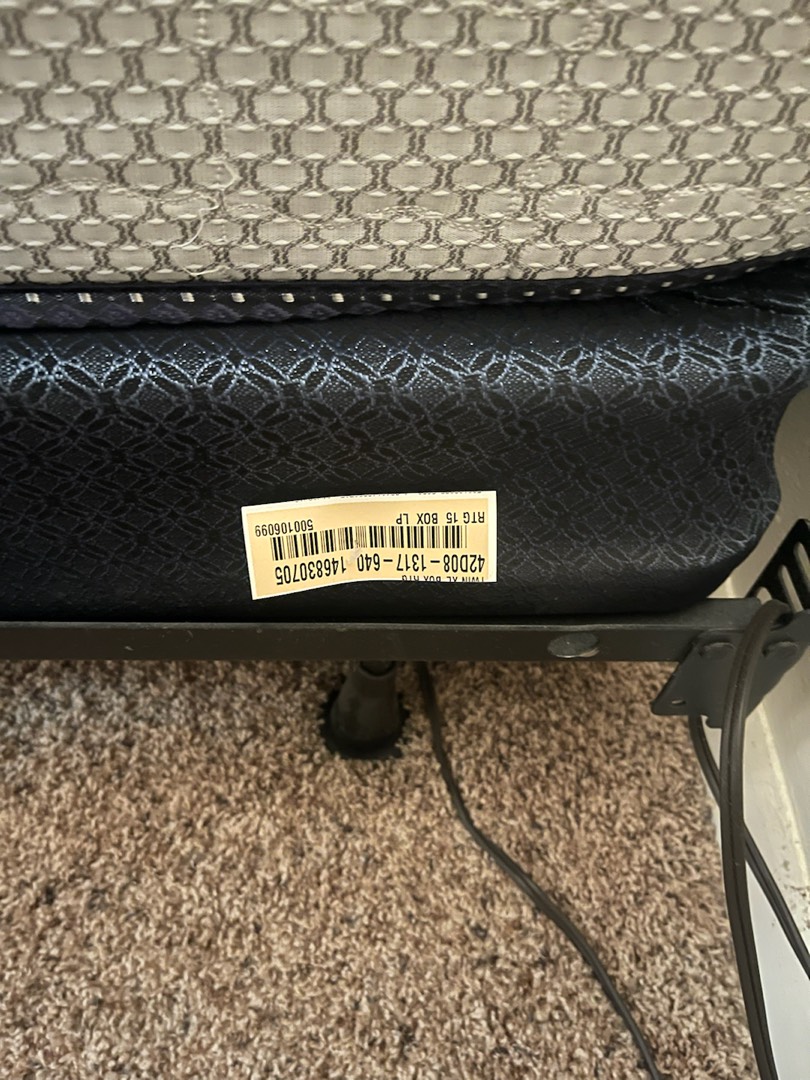 TWIN XL BOX RTG
42D08-1317-640 146830705
RTG 15 BOX LP
500106099